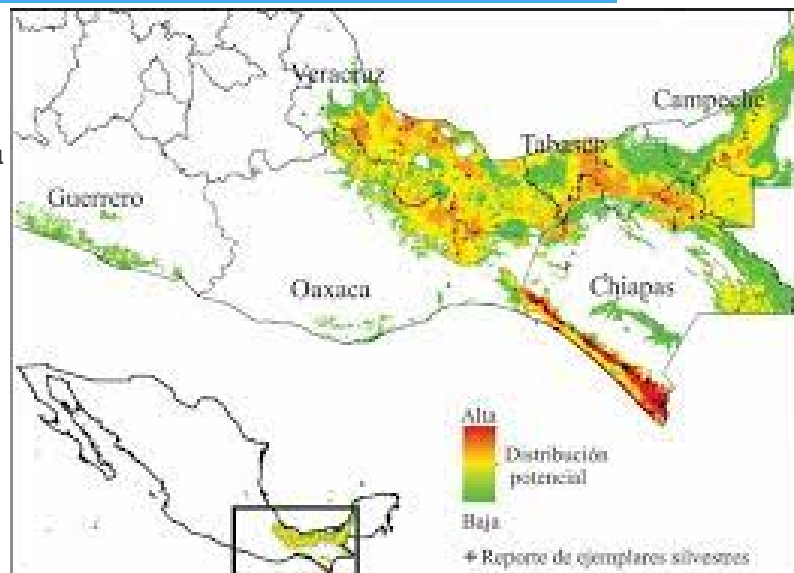 Veracruz
Campeche
Tabasco
Guerrero
Oaxaca
Chiapas
Alta
Distribución
potencial
Baja
+ Reporte de ejemplares silvestres